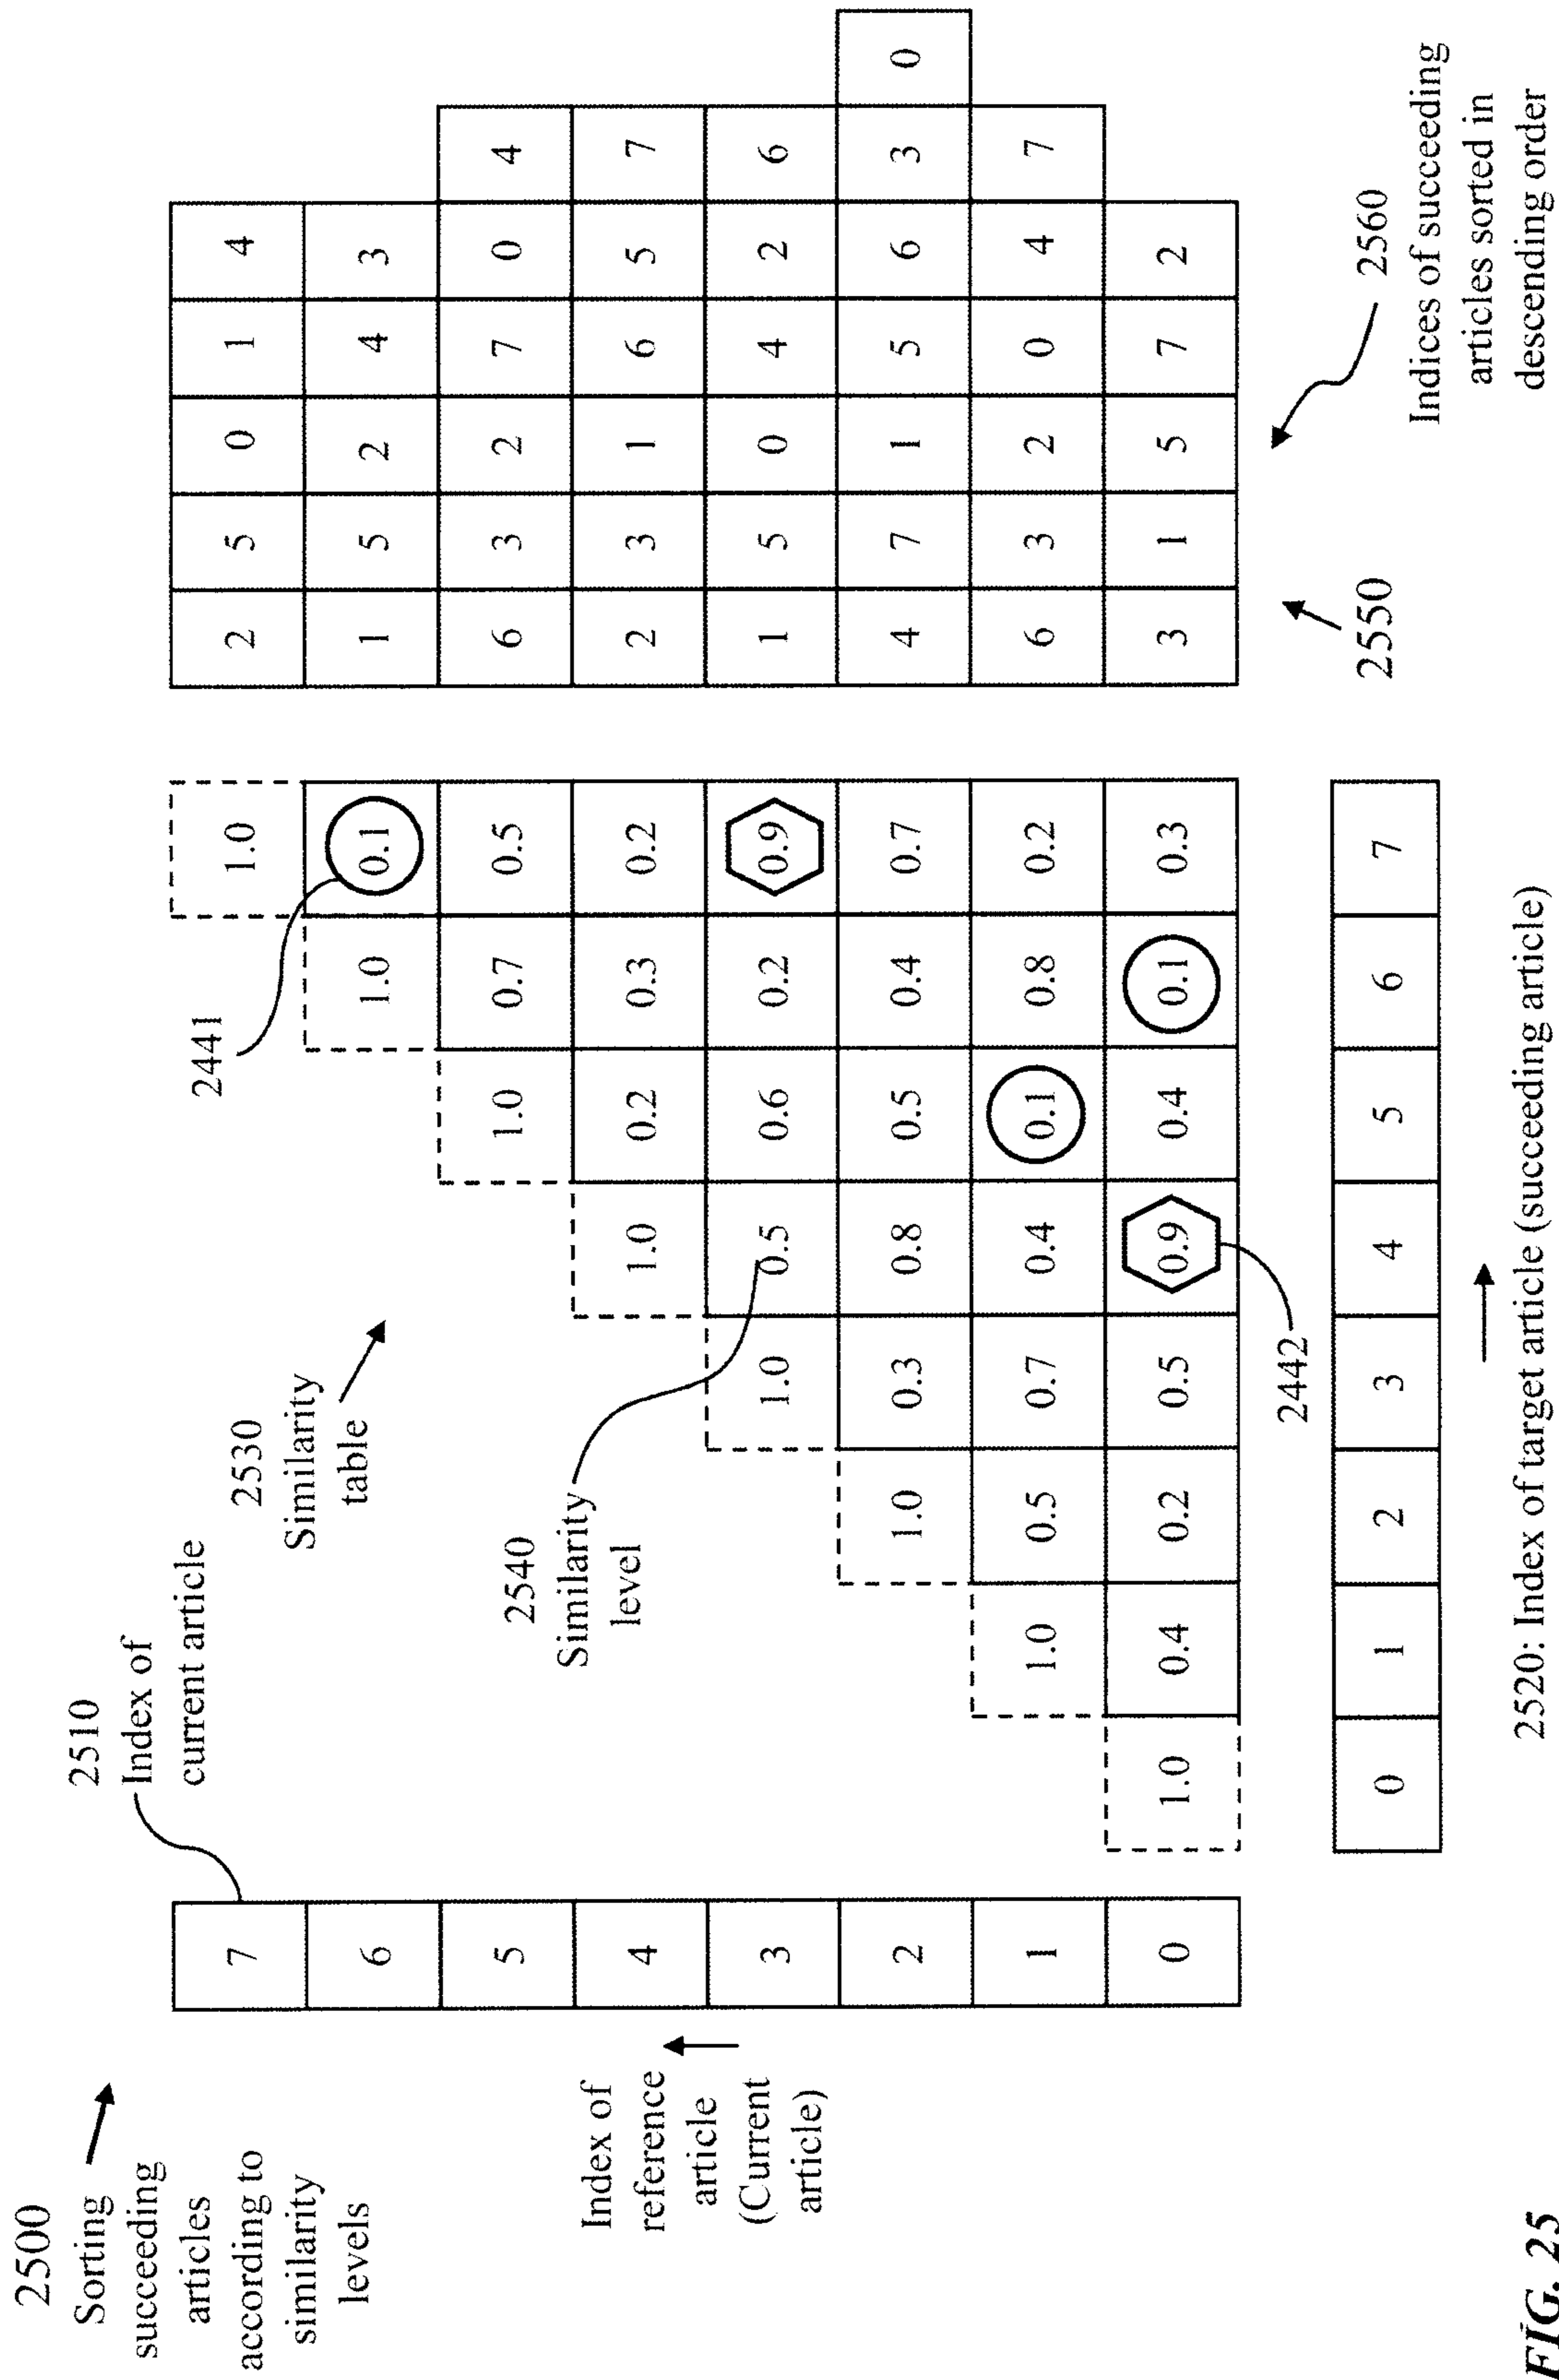 2500
Sorting
succeeding
articles
according to
similarity
levels
2510
Index of
current article
2530
Similarity
table
2540
Similarity
level
2441
Index of
reference
article
(Current
article)
7 1.0 2 5 0 1 4
6 1.0 0.1 1 5 2 4 3
5 1.0 0.7 0.5 6 3 2 7 0 4
4 1.0 0.2 0.3 0.2 2 3 1 6 5 7
3 1.0 0.5 0.6 0.2 0.9 1 5 0 4 2 6
2 1.0 0.3 0.8 0.5 0.4 0.7 4 7 1 5 6 3 0
1 1.0 0.5 0.7 0.4 0.1 0.8 0.2 6 3 2 0 4 7
0 1.0 0.4 0.2 0.5 0.9 0.4 0.1 0.3 3 1 5 7 2
2442
0 1 2 3 4 5 6 7
2520: Index of target article (succeeding article)
2550
2560
Indices of succeeding
articles sorted in
descending order
FIG. 25